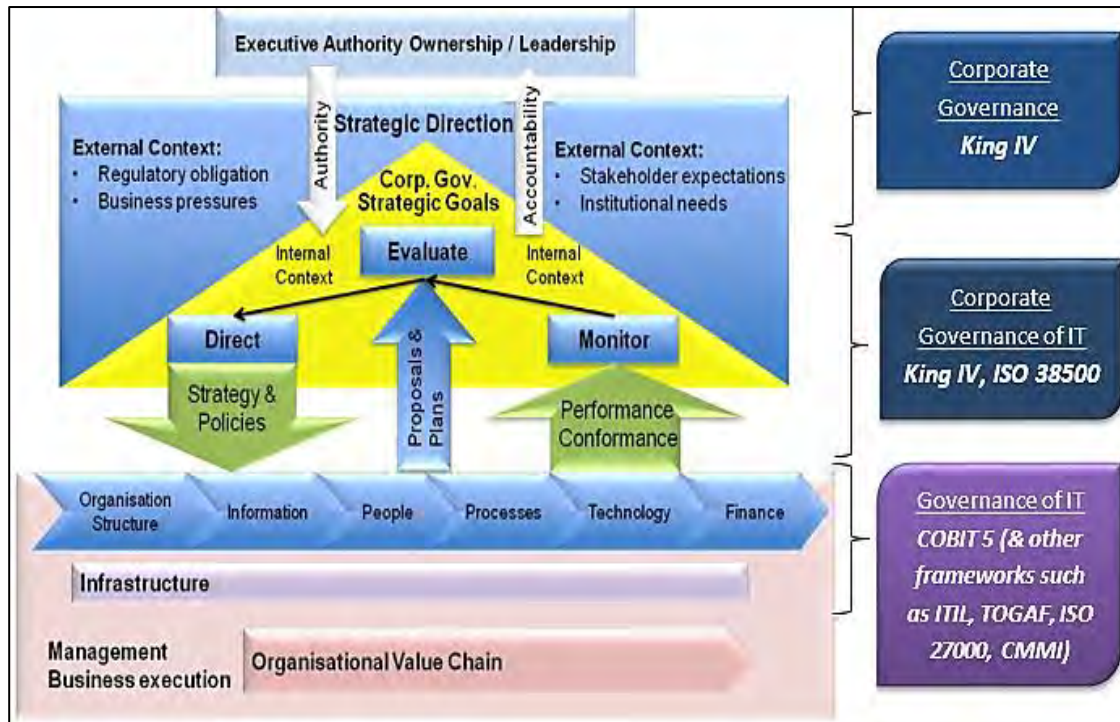 Executive Authority Ownership / Leadership
Authority
Accountability
Strategic Direction
External Context:
• Regulatory obligation
• Business pressures
External Context:
• Stakeholder expectations
• Institutional needs
Corp. Gov.
Strategic Goals
Internal
Context
Evaluate
Internal
Context
Direct
Monitor
Strategy &
Policies
Proposals &
Plans
Performance
Conformance
Organisation
Structure
Information
People
Processes
Technology
Finance
Infrastructure
Management
Business execution
Organisational Value Chain
Corporate
Governance
King IV
Corporate
Governance of IT
King IV, ISO 38500
Governance of IT
COBIT 5 (& other
frameworks such
as ITIL, TOGAF, ISO
27000, CMMI)